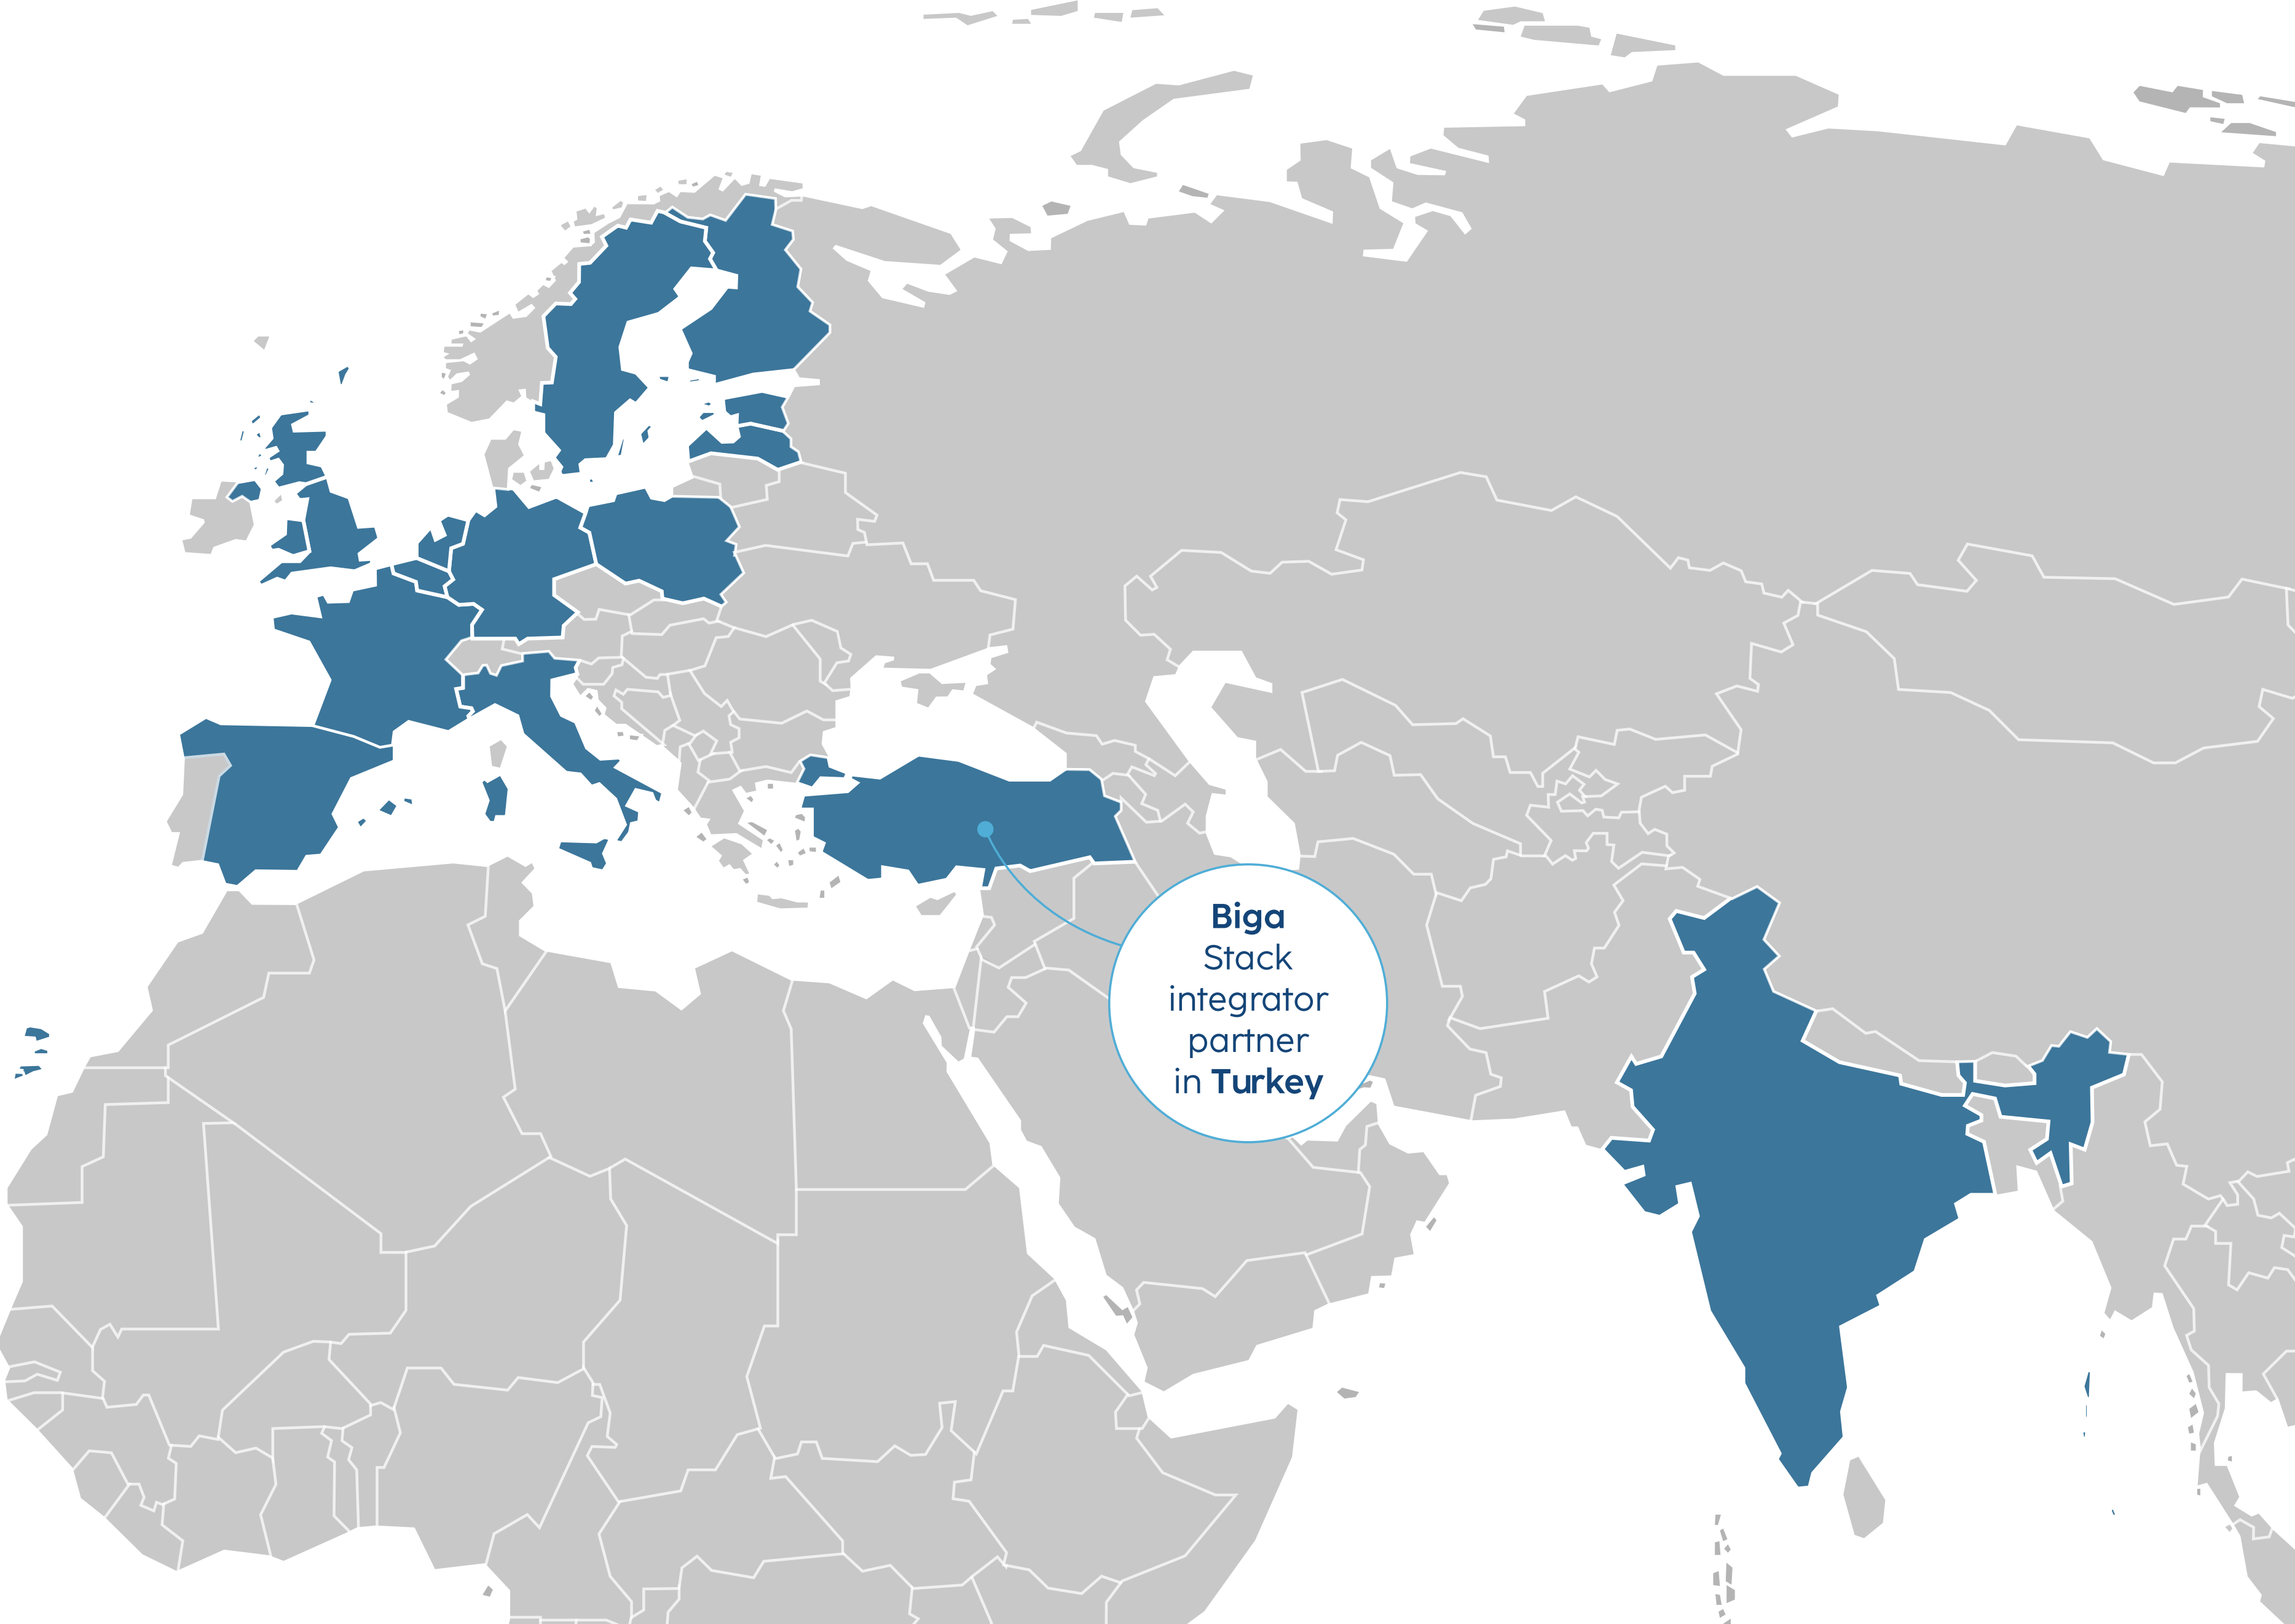 Biga
Stack
integrator
partner
in Turkey